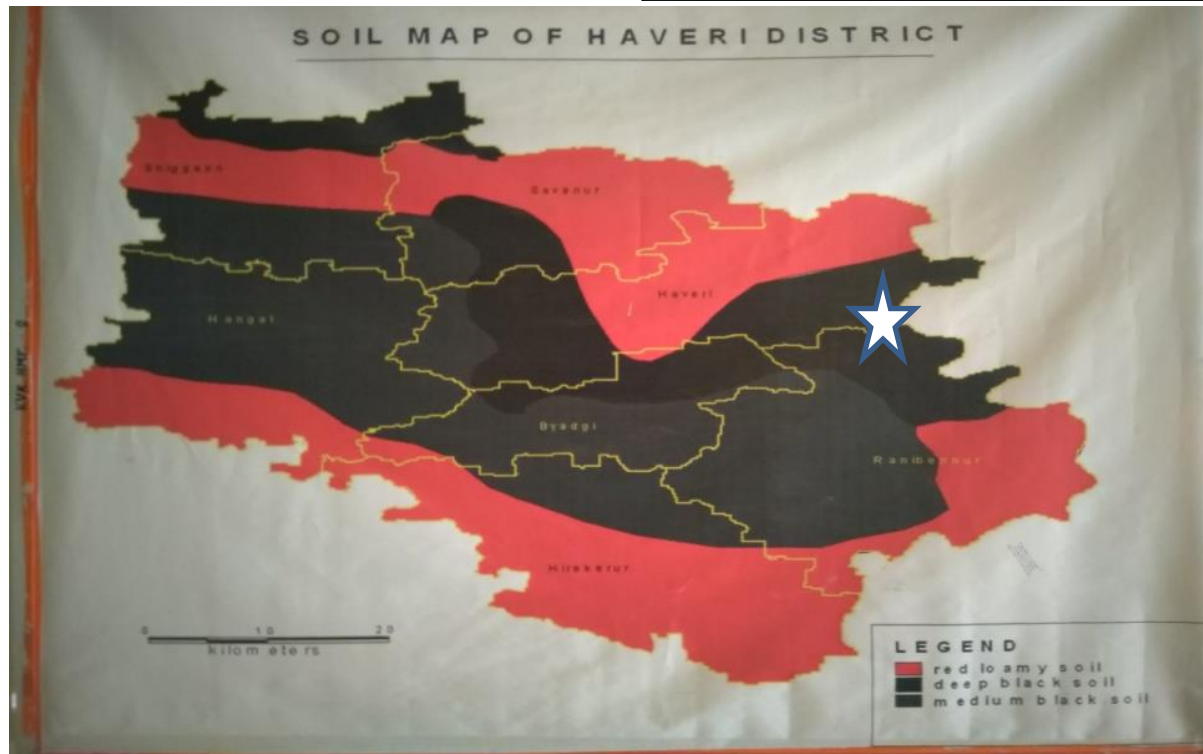 SOIL MAP OF HAVERI DISTRICT
Shiggaon
Savanur
Haveri
Hangal
Byadgi
Ranibennur
Hirekerur
0 10 20
kilometers
LEGEND
red loamy soil
deep black soil
medium black soil